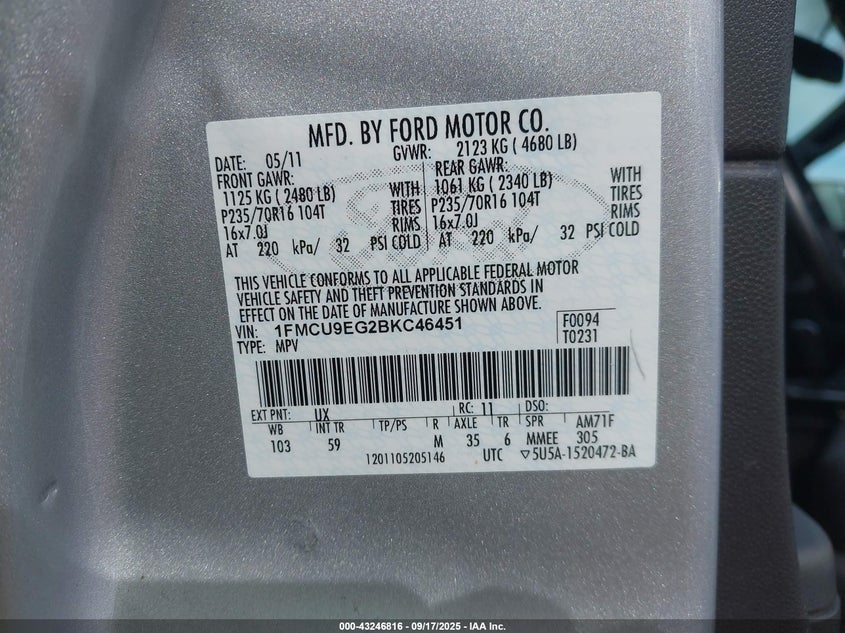 MFD. BY FORD MOTOR CO.
DATE: 05/11 GVWR: 2123 KG ( 4680 LB)
FRONT GAWR: REAR GAWR:
1125 KG ( 2480 LB) WITH 1061 KG ( 2340 LB) WITH
P235/70R16 104T TIRES P235/70R16 104T TIRES
16x7.0J RIMS 16x7.0J RIMS
AT 220 kPa/ 32 PSI COLD AT 220 kPa/ 32 PSI COLD
THIS VEHICLE CONFORMS TO ALL APPLICABLE FEDERAL MOTOR
VEHICLE SAFETY AND THEFT PREVENTION STANDARDS IN
EFFECT ON THE DATE OF MANUFACTURE SHOWN ABOVE.
VIN: 1FMCU9EG2BKC46451 F0094
TYPE: MPV T0231
EXT PNT: UX RC: 11 DSO:
WB INT TR TP/PS R AXLE TR SPR AM71F
103 59 M 35 6 MMEE 305
1201105205146 UTC ▽5U5A-1520472-BA
000-43246816 - 09/17/2025 - IAA Inc.